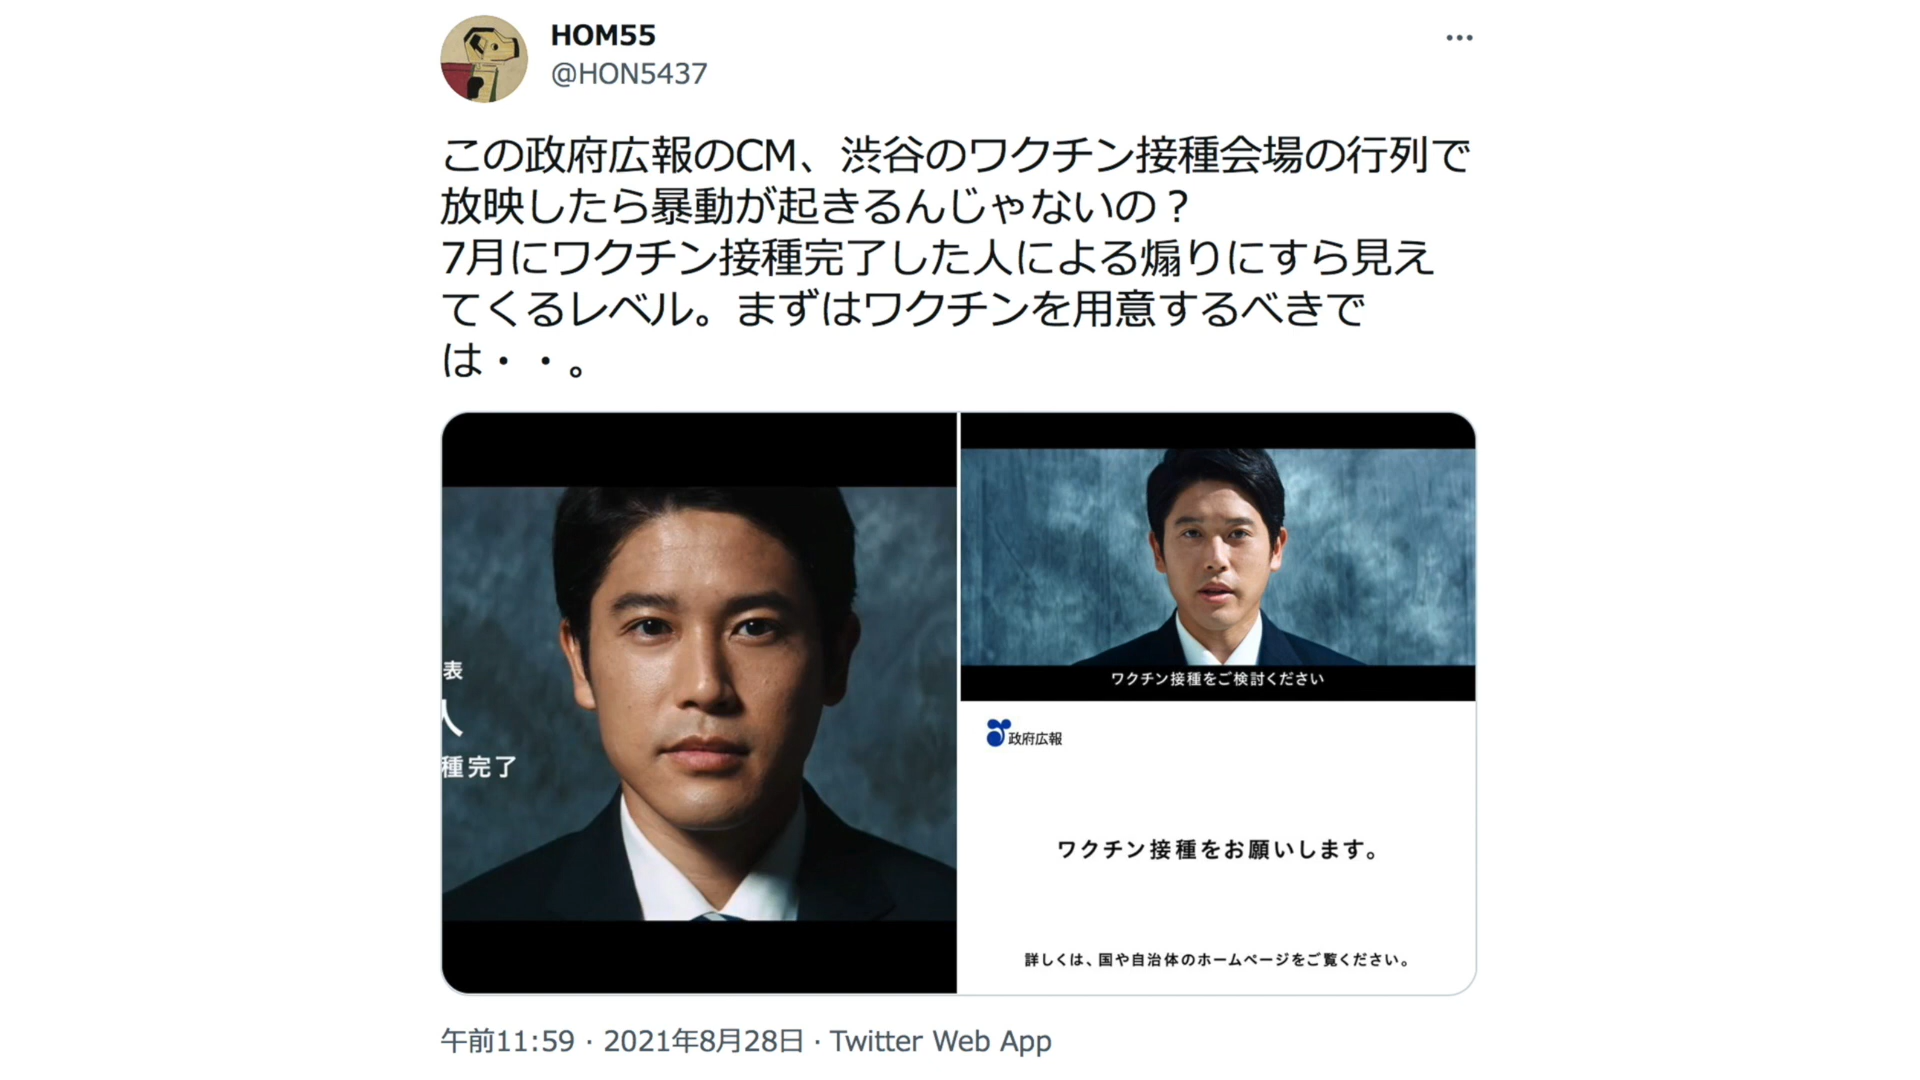 HOM55
@HON5437
この政府広報のCM、渋谷のワクチン接種会場の行列で
放映したら暴動が起きるんじゃないの？
7月にワクチン接種完了した人による煽りにすら見え
てくるレベル。まずはワクチンを用意するべきで
は・・。
表
人
種完了
ワクチン接種をご検討ください
政府広報
ワクチン接種をお願いします。
詳しくは、国や自治体のホームページをご覧ください。
午前11:59 · 2021年8月28日 · Twitter Web App